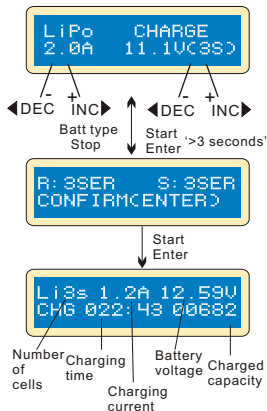 LiPo CHARGE
2.0A 11.1V(3S)
- + - +
◀DEC INC▶ ◀DEC INC▶
Batt type
Stop
Start
Enter '>3 seconds'
R: 3SER S: 3SER
CONFIRM(ENTER)
Start
Enter
Li3s 1.2A 12.59V
CHG 022:43 00682
Number
of
cells
Charging
time
Charging
current
Battery
voltage
Charged
capacity